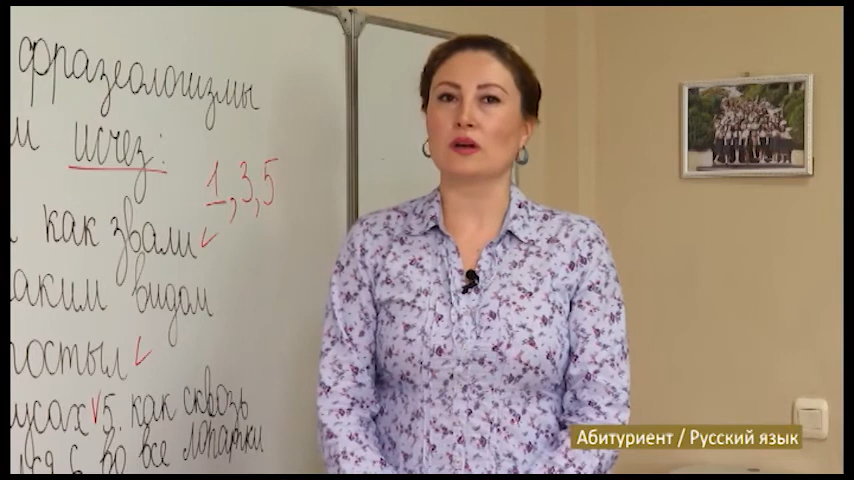 фразеологизмы
м исчез:
1, 3, 5
как звали
аким видом
остыл
усах 5. как сквозь
6 во все лопатки
Абитуриент / Русский язык